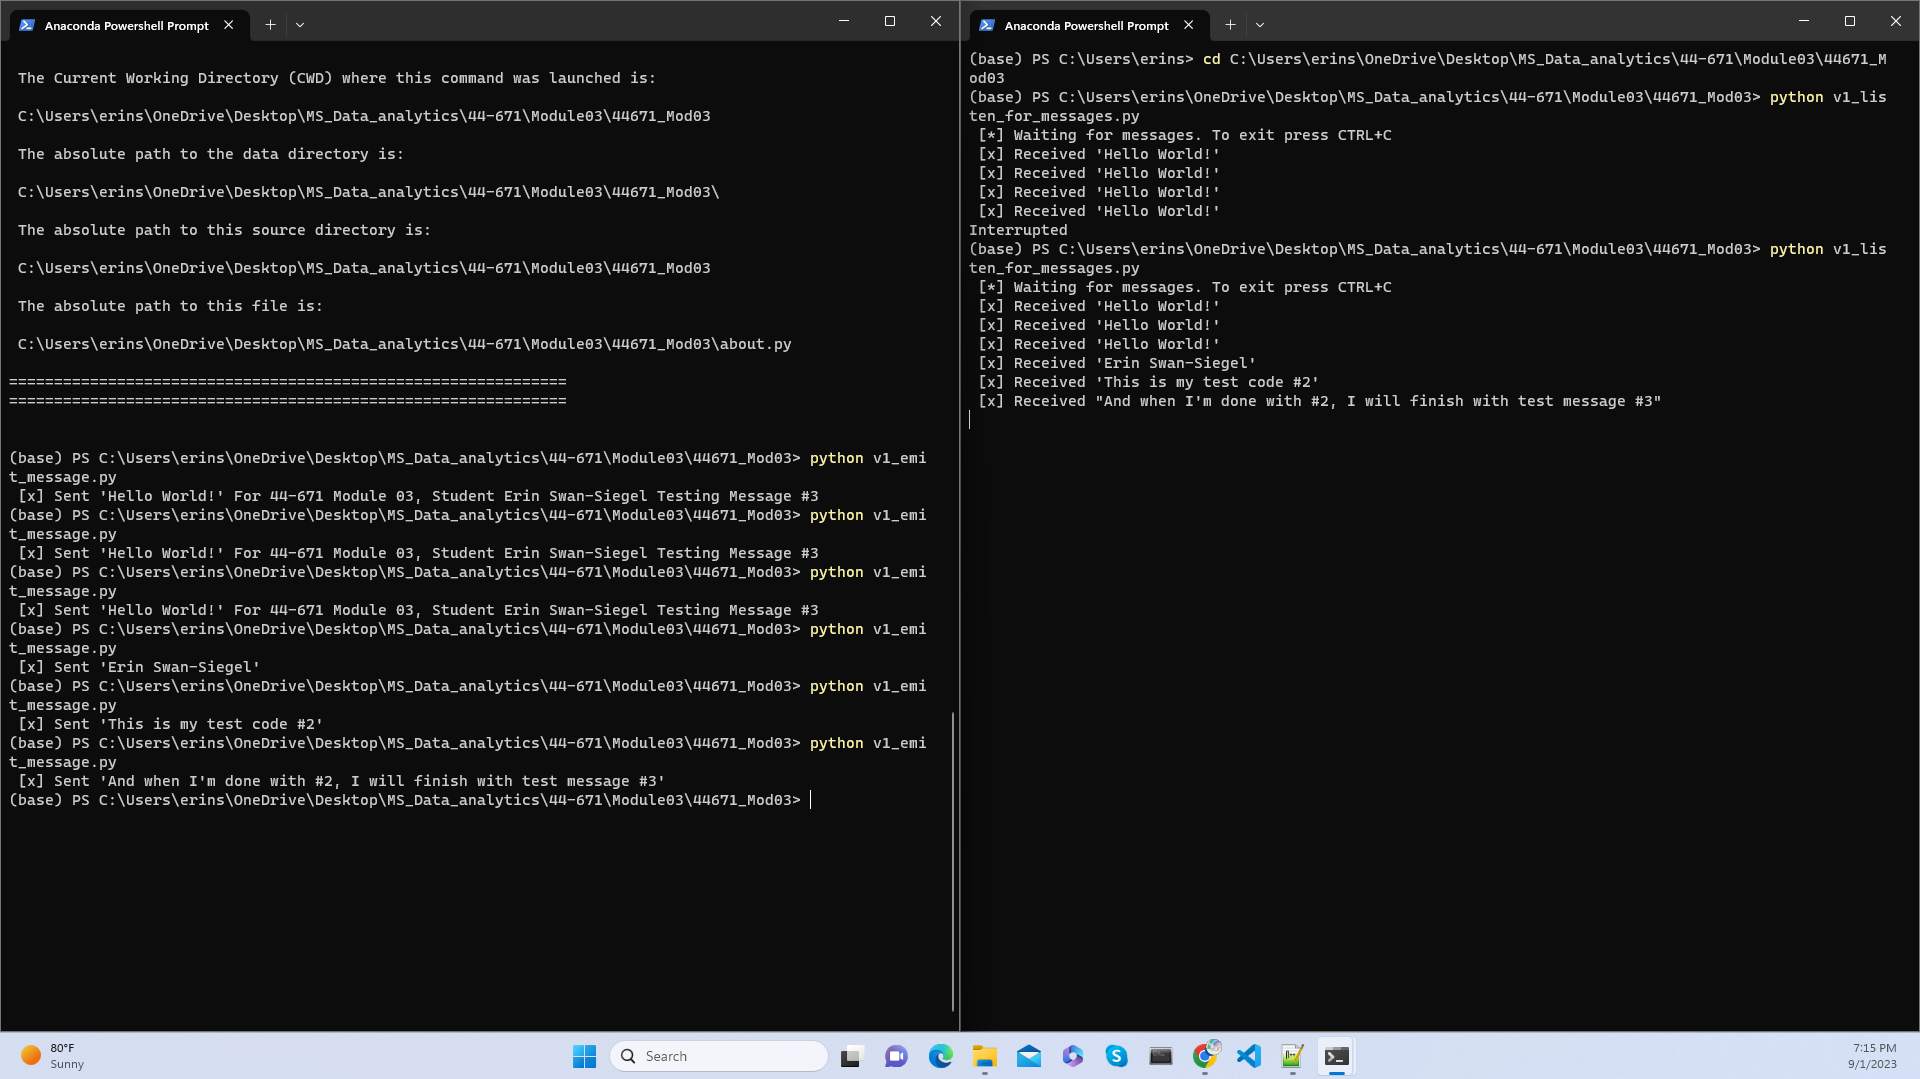 Anaconda Powershell Prompt
The Current Working Directory (CWD) where this command was launched is:
C:\Users\erins\OneDrive\Desktop\MS_Data_analytics\44-671\Module03\44671_Mod03
The absolute path to the data directory is:
C:\Users\erins\OneDrive\Desktop\MS_Data_analytics\44-671\Module03\44671_Mod03\
The absolute path to this source directory is:
C:\Users\erins\OneDrive\Desktop\MS_Data_analytics\44-671\Module03\44671_Mod03
The absolute path to this file is:
C:\Users\erins\OneDrive\Desktop\MS_Data_analytics\44-671\Module03\44671_Mod03\about.py
==============================================================
==============================================================
(base) PS C:\Users\erins\OneDrive\Desktop\MS_Data_analytics\44-671\Module03\44671_Mod03> python v1_emi
t_message.py
[x] Sent 'Hello World!' For 44-671 Module 03, Student Erin Swan-Siegel Testing Message #3
(base) PS C:\Users\erins\OneDrive\Desktop\MS_Data_analytics\44-671\Module03\44671_Mod03> python v1_emi
t_message.py
[x] Sent 'Hello World!' For 44-671 Module 03, Student Erin Swan-Siegel Testing Message #3
(base) PS C:\Users\erins\OneDrive\Desktop\MS_Data_analytics\44-671\Module03\44671_Mod03> python v1_emi
t_message.py
[x] Sent 'Hello World!' For 44-671 Module 03, Student Erin Swan-Siegel Testing Message #3
(base) PS C:\Users\erins\OneDrive\Desktop\MS_Data_analytics\44-671\Module03\44671_Mod03> python v1_emi
t_message.py
[x] Sent 'Erin Swan-Siegel'
(base) PS C:\Users\erins\OneDrive\Desktop\MS_Data_analytics\44-671\Module03\44671_Mod03> python v1_emi
t_message.py
[x] Sent 'This is my test code #2'
(base) PS C:\Users\erins\OneDrive\Desktop\MS_Data_analytics\44-671\Module03\44671_Mod03> python v1_emi
t_message.py
[x] Sent 'And when I'm done with #2, I will finish with test message #3'
(base) PS C:\Users\erins\OneDrive\Desktop\MS_Data_analytics\44-671\Module03\44671_Mod03>
Anaconda Powershell Prompt
(base) PS C:\Users\erins> cd C:\Users\erins\OneDrive\Desktop\MS_Data_analytics\44-671\Module03\44671_M
od03
(base) PS C:\Users\erins\OneDrive\Desktop\MS_Data_analytics\44-671\Module03\44671_Mod03> python v1_lis
ten_for_messages.py
[*] Waiting for messages. To exit press CTRL+C
[x] Received 'Hello World!'
[x] Received 'Hello World!'
[x] Received 'Hello World!'
[x] Received 'Hello World!'
Interrupted
(base) PS C:\Users\erins\OneDrive\Desktop\MS_Data_analytics\44-671\Module03\44671_Mod03> python v1_lis
ten_for_messages.py
[*] Waiting for messages. To exit press CTRL+C
[x] Received 'Hello World!'
[x] Received 'Hello World!'
[x] Received 'Hello World!'
[x] Received 'Erin Swan-Siegel'
[x] Received 'This is my test code #2'
[x] Received "And when I'm done with #2, I will finish with test message #3"
80°F
Sunny
Search
7:15 PM
9/1/2023